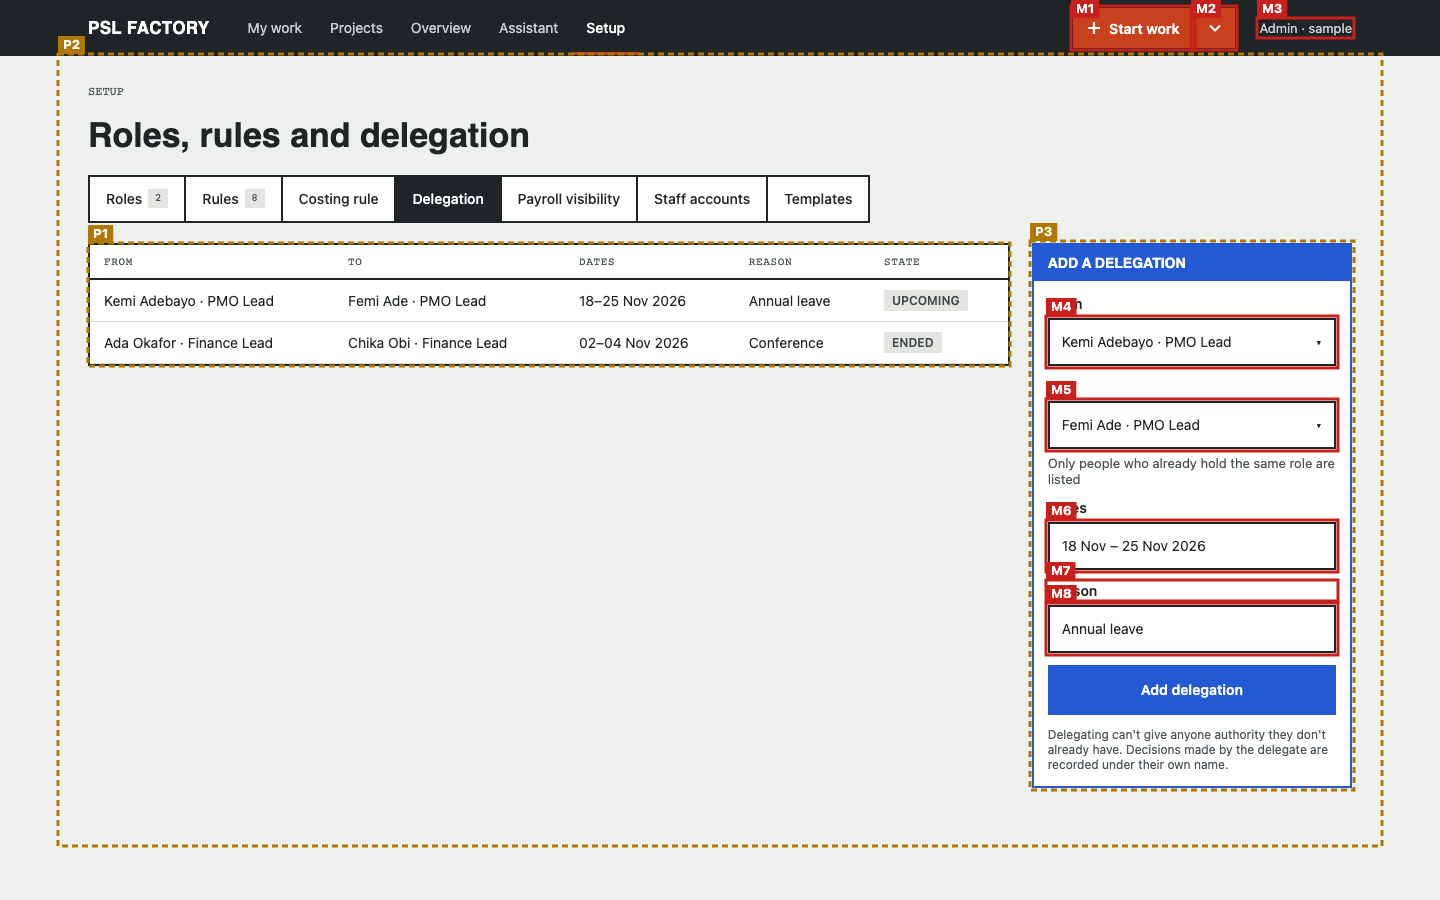 PSL FACTORY
My work
Projects
Overview
Assistant
Setup
M1
+ Start work
M2
M3
Admin · sample
P2
SETUP
Roles, rules and delegation
Roles 2
Rules 8
Costing rule
Delegation
Payroll visibility
Staff accounts
Templates
P1
FROM TO DATES REASON STATE
Kemi Adebayo · PMO Lead Femi Ade · PMO Lead 18–25 Nov 2026 Annual leave UPCOMING
Ada Okafor · Finance Lead Chika Obi · Finance Lead 02–04 Nov 2026 Conference ENDED
P3
ADD A DELEGATION
M4
Kemi Adebayo · PMO Lead
M5
Femi Ade · PMO Lead
Only people who already hold the same role are
listed
M6
18 Nov – 25 Nov 2026
M7
M8
Annual leave
Add delegation
Delegating can't give anyone authority they don't
already have. Decisions made by the delegate are
recorded under their own name.